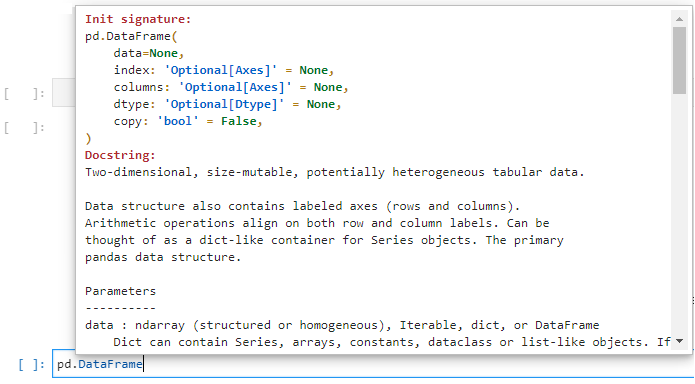 Init signature:
pd.DataFrame(
    data=None,
    index: 'Optional[Axes]' = None,
    columns: 'Optional[Axes]' = None,
    dtype: 'Optional[Dtype]' = None,
    copy: 'bool' = False,
)
Docstring:
Two-dimensional, size-mutable, potentially heterogeneous tabular data.
Data structure also contains labeled axes (rows and columns).
Arithmetic operations align on both row and column labels. Can be
thought of as a dict-like container for Series objects. The primary
pandas data structure.
Parameters
----------
data : ndarray (structured or homogeneous), Iterable, dict, or DataFrame
    Dict can contain Series, arrays, constants, dataclass or list-like objects. If
[ ]:
[ ]:
[ ]: pd.DataFrame